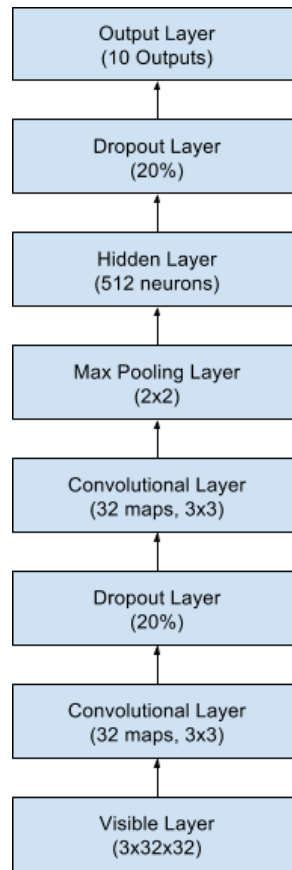 Output Layer
(10 Outputs)
Dropout Layer
(20%)
Hidden Layer
(512 neurons)
Max Pooling Layer
(2x2)
Convolutional Layer
(32 maps, 3x3)
Dropout Layer
(20%)
Convolutional Layer
(32 maps, 3x3)
Visible Layer
(3x32x32)